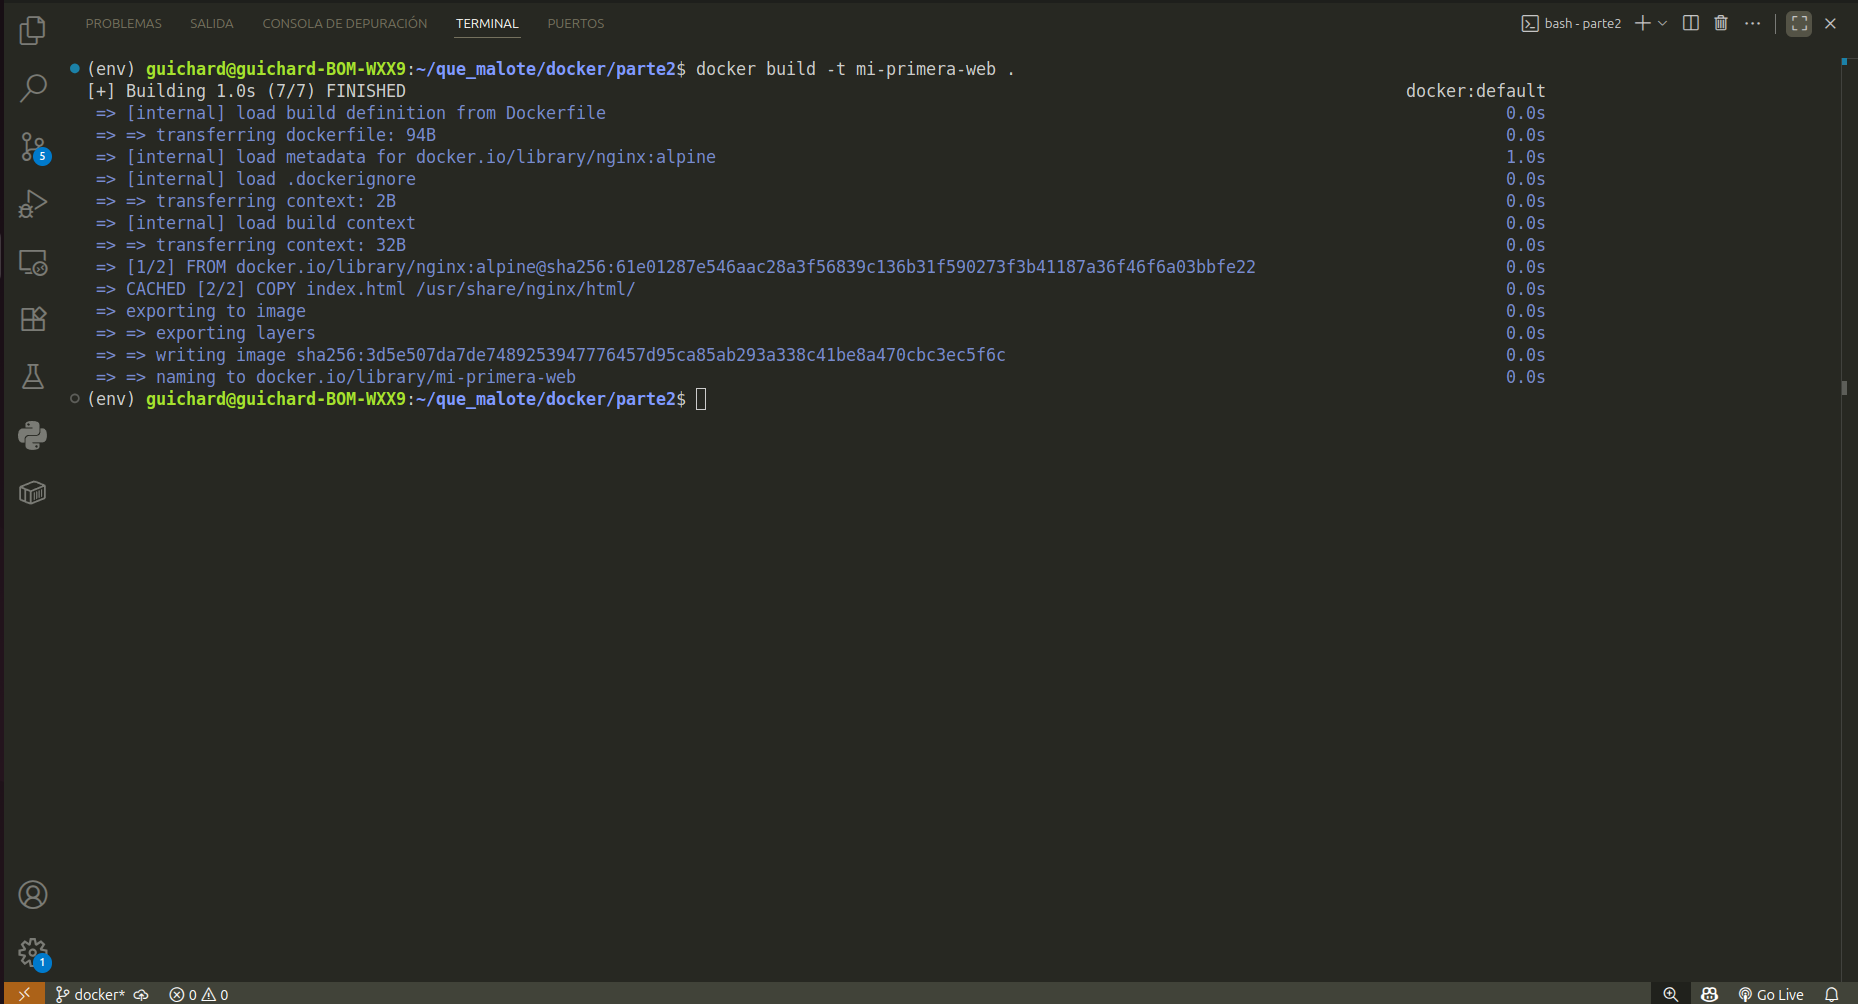 PROBLEMAS SALIDA CONSOLA DE DEPURACIÓN TERMINAL PUERTOS bash - parte2
(env) guichard@guichard-BOM-WXX9:~/que_malote/docker/parte2$ docker build -t mi-primera-web .
[+] Building 1.0s (7/7) FINISHED docker:default
=> [internal] load build definition from Dockerfile 0.0s
=> => transferring dockerfile: 94B 0.0s
=> [internal] load metadata for docker.io/library/nginx:alpine 1.0s
=> [internal] load .dockerignore 0.0s
=> => transferring context: 2B 0.0s
=> [internal] load build context 0.0s
=> => transferring context: 32B 0.0s
=> [1/2] FROM docker.io/library/nginx:alpine@sha256:61e01287e546aac28a3f56839c136b31f590273f3b41187a36f46f6a03bbfe22 0.0s
=> CACHED [2/2] COPY index.html /usr/share/nginx/html/ 0.0s
=> exporting to image 0.0s
=> => exporting layers 0.0s
=> => writing image sha256:3d5e507da7de7489253947776457d95ca85ab293a338c41be8a470cbc3ec5f6c 0.0s
=> => naming to docker.io/library/mi-primera-web 0.0s
(env) guichard@guichard-BOM-WXX9:~/que_malote/docker/parte2$
5
1
docker* 0 0 Go Live